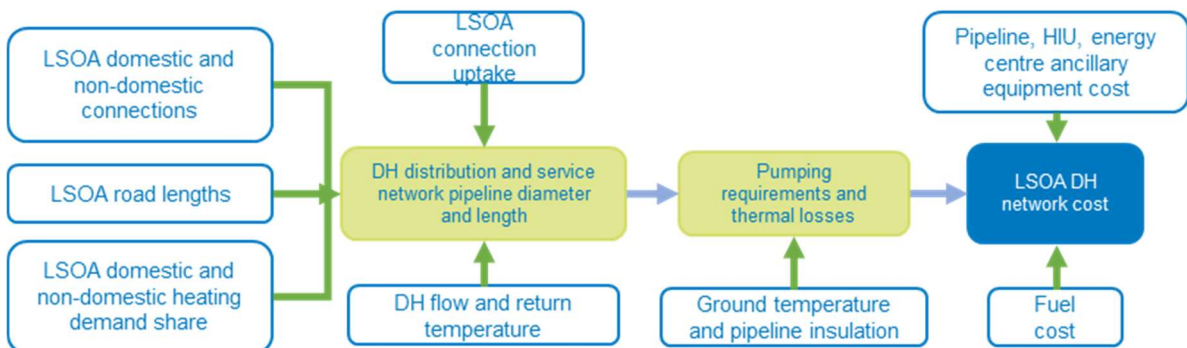 LSOA domestic and
non-domestic
connections
LSOA road lengths
LSOA domestic and
non-domestic heating
demand share
LSOA
connection
uptake
DH distribution and service
network pipeline diameter
and length
DH flow and return
temperature
Pumping
requirements and
thermal losses
Ground temperature
and pipeline insulation
Pipeline, HIU, energy
centre ancillary
equipment cost
LSOA DH
network cost
Fuel
cost